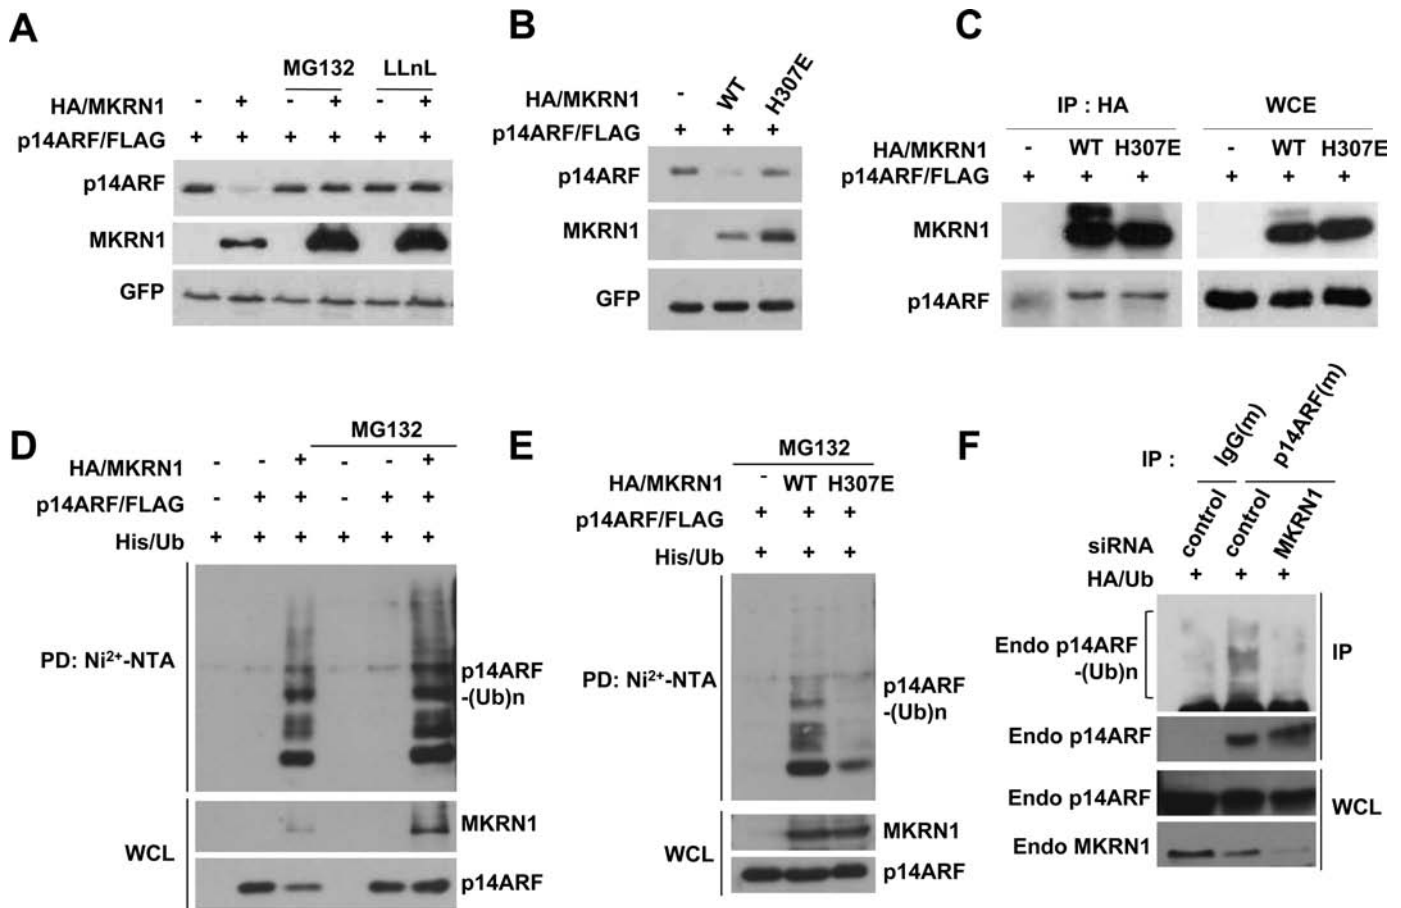 A
MG132 LLnL
HA/MKRN1 - + - + - +
p14ARF/FLAG + + + + + +
p14ARF
MKRN1
GFP
B
HA/MKRN1 - WT H307E
p14ARF/FLAG + + +
p14ARF
MKRN1
GFP
C
IP : HA WCE
HA/MKRN1 - WT H307E - WT H307E
p14ARF/FLAG + + + + + +
MKRN1
p14ARF
D
MG132
HA/MKRN1 - - + - - +
p14ARF/FLAG - + + - + +
His/Ub + + + + + +
PD: Ni2+-NTA
p14ARF
-(Ub)n
WCL
MKRN1
p14ARF
E
MG132
HA/MKRN1 - WT H307E
p14ARF/FLAG + + +
His/Ub + + +
PD: Ni2+-NTA
p14ARF
-(Ub)n
WCL
MKRN1
p14ARF
F
IP : IgG(m) p14ARF(m)
siRNA control control MKRN1
HA/Ub + + +
Endo p14ARF
-(Ub)n
IP
Endo p14ARF
Endo p14ARF
WCL
Endo MKRN1